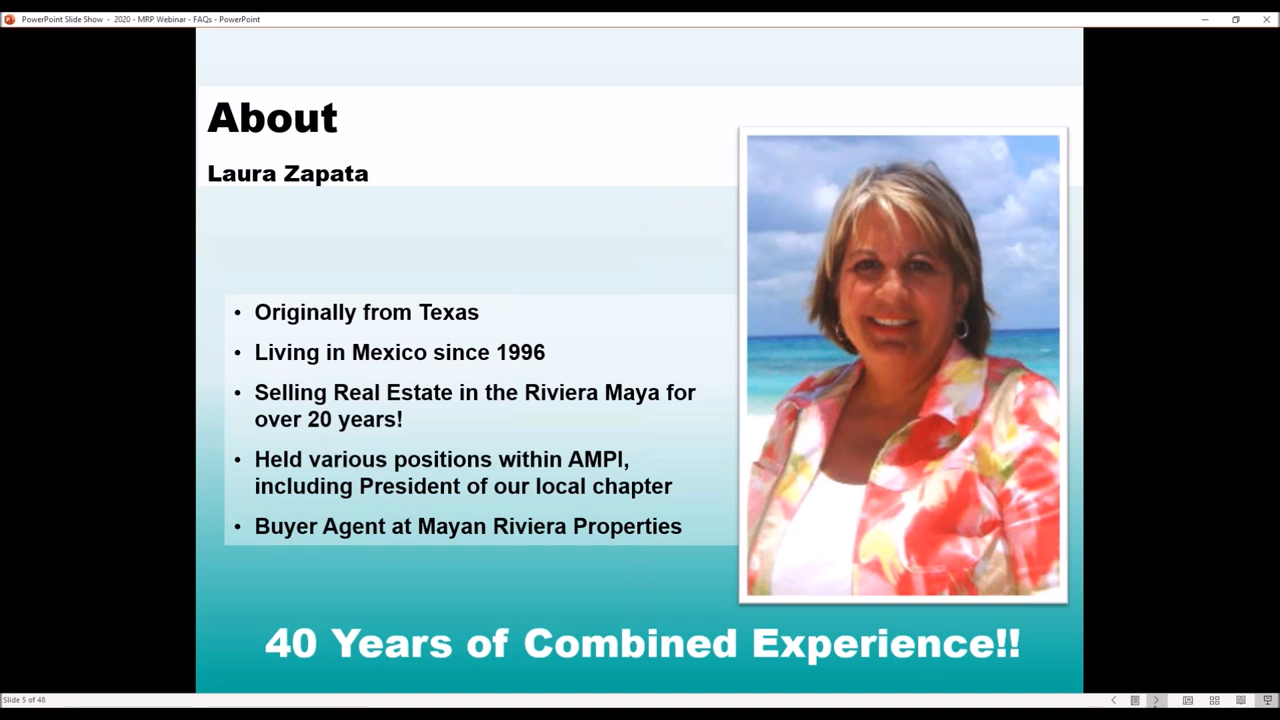 PowerPoint Slide Show - 2020 - MRP Webinar - FAQs - PowerPoint
About
Laura Zapata
• Originally from Texas
• Living in Mexico since 1996
• Selling Real Estate in the Riviera Maya for
over 20 years!
• Held various positions within AMPI,
including President of our local chapter
• Buyer Agent at Mayan Riviera Properties
40 Years of Combined Experience!!
Slide 5 of 48